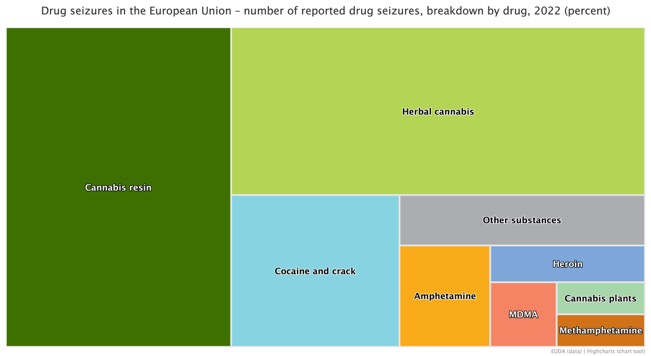 Drug seizures in the European Union – number of reported drug seizures, breakdown by drug, 2022 (percent)
Herbal cannabis
Cannabis resin
Other substances
Heroin
Cocaine and crack
Amphetamine
Cannabis plants
MDMA
Methamphetamine
EUDA (data) | Highcharts (chart tool)